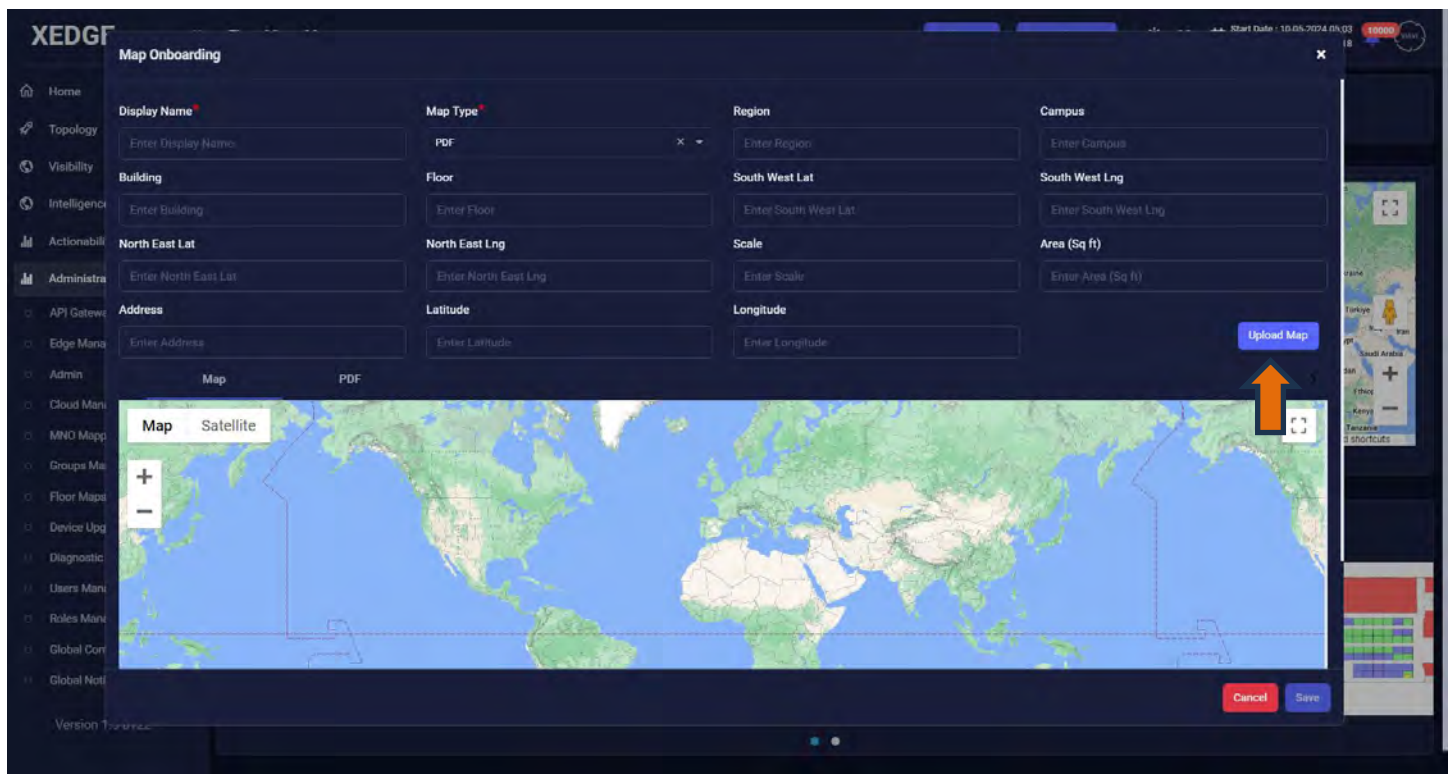 XEDGE
Start Date : 10-05-2024 05:03
10000
Map Onboarding
×
Home
Topology
Visibility
Intelligence
Actionabili
Administra
API Gatewa
Edge Mana
Admin
Cloud Man
MNO Mapp
Groups Ma
Floor Maps
Device Upg
Diagnostic
Users Mana
Roles Mana
Global Con
Global Noti
Display Name*
Map Type*
Region
Campus
Enter Display Name
PDF
Enter Region
Enter Campus
Building
Floor
South West Lat
South West Lng
Enter Building
Enter Floor
Enter South West Lat
Enter South West Lng
North East Lat
North East Lng
Scale
Area (Sq ft)
Enter North East Lat
Enter North East Lng
Enter Scale
Enter Area (Sq ft)
Address
Latitude
Longitude
Enter Address
Enter Latitude
Enter Longitude
Upload Map
Map
PDF
Map
Satellite
+
−
Türkiye
Iran
Saudi Arabia
Kenya
Tanzania
d shortcuts
+
−
Cancel
Save